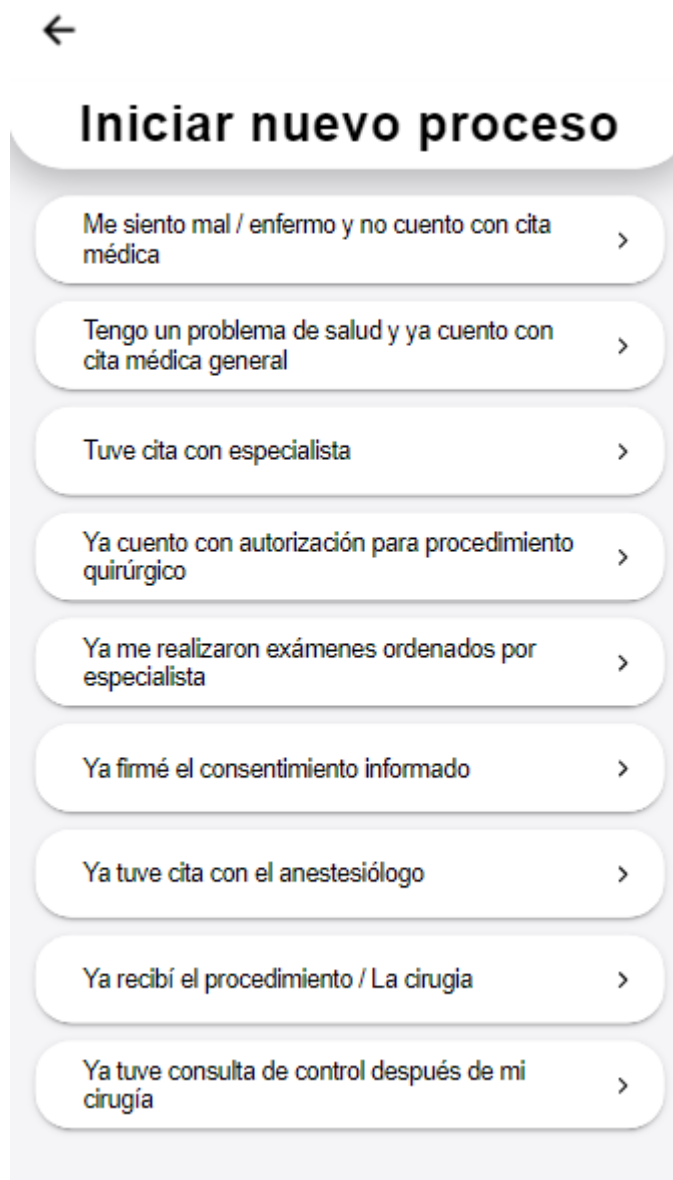 Iniciar nuevo proceso
Me siento mal / enfermo y no cuento con cita
médica
Tengo un problema de salud y ya cuento con
cita médica general
Tuve cita con especialista
Ya cuento con autorización para procedimiento
quirúrgico
Ya me realizaron exámenes ordenados por
especialista
Ya firmé el consentimiento informado
Ya tuve cita con el anestesiólogo
Ya recibí el procedimiento / La cirugia
Ya tuve consulta de control después de mi
cirugía